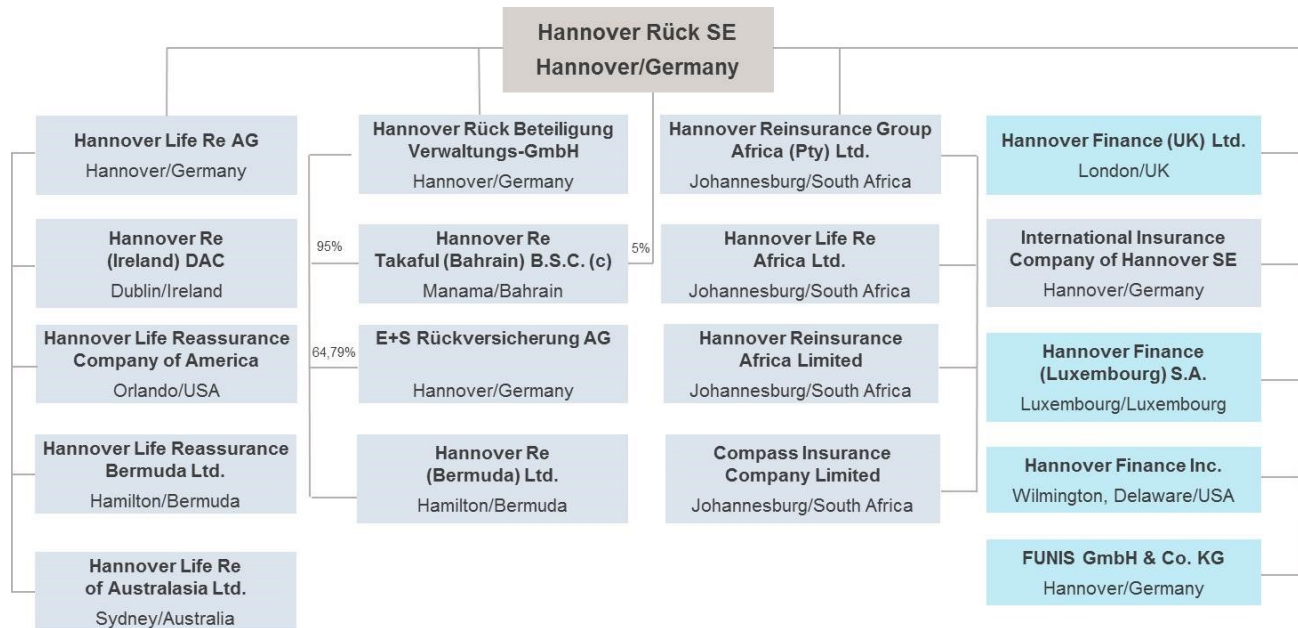 Hannover Rück SE
Hannover/Germany
Hannover Life Re AG
Hannover/Germany
Hannover Re
(Ireland) DAC
Dublin/Ireland
Hannover Life Reassurance
Company of America
Orlando/USA
Hannover Life Reassurance
Bermuda Ltd.
Hamilton/Bermuda
Hannover Life Re
of Australasia Ltd.
Sydney/Australia
Hannover Rück Beteiligung
Verwaltungs-GmbH
Hannover/Germany
95%
Hannover Re
Takaful (Bahrain) B.S.C. (c)
Manama/Bahrain
5%
64,79%
E+S Rückversicherung AG
Hannover/Germany
Hannover Re
(Bermuda) Ltd.
Hamilton/Bermuda
Hannover Reinsurance Group
Africa (Pty) Ltd.
Johannesburg/South Africa
Hannover Life Re
Africa Ltd.
Johannesburg/South Africa
Hannover Reinsurance
Africa Limited
Johannesburg/South Africa
Compass Insurance
Company Limited
Johannesburg/South Africa
Hannover Finance (UK) Ltd.
London/UK
International Insurance
Company of Hannover SE
Hannover/Germany
Hannover Finance
(Luxembourg) S.A.
Luxembourg/Luxembourg
Hannover Finance Inc.
Wilmington, Delaware/USA
FUNIS GmbH & Co. KG
Hannover/Germany